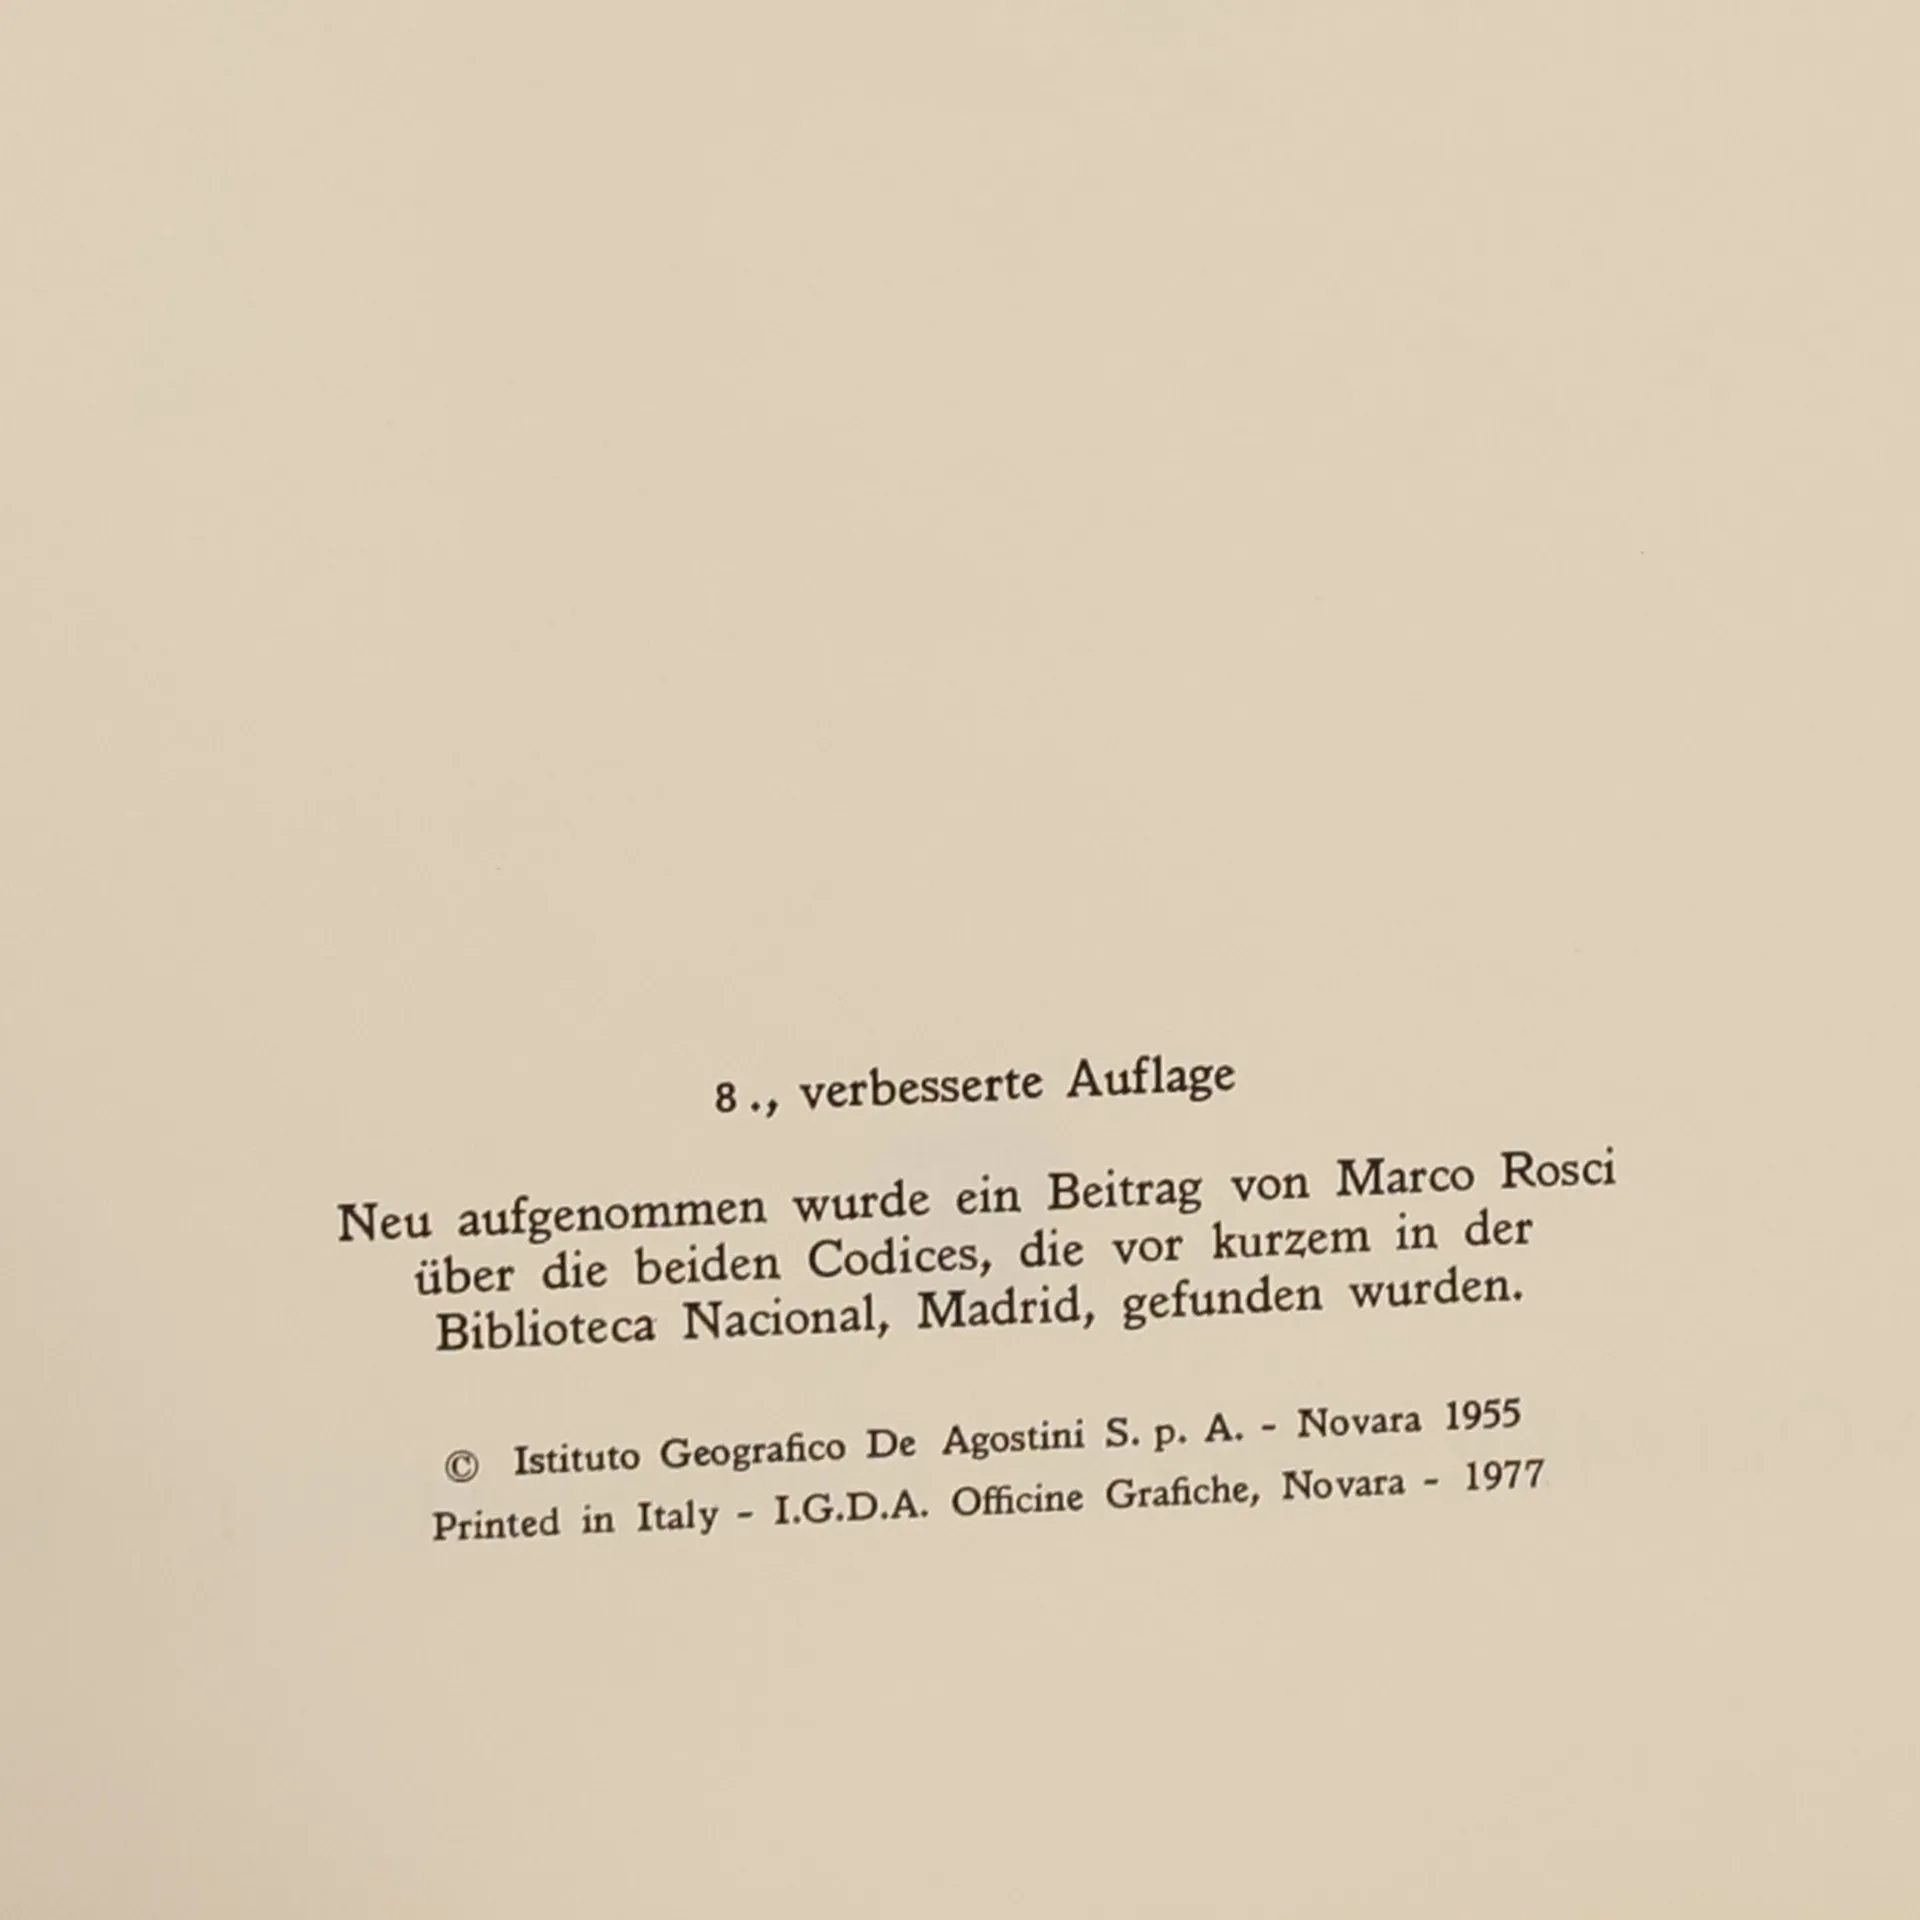 8., verbesserte Auflage
Neu aufgenommen wurde ein Beitrag von Marco Rosci
über die beiden Codices, die vor kurzem in der
Biblioteca Nacional, Madrid, gefunden wurden.
© Istituto Geografico De Agostini S. p. A. - Novara 1955
Printed in Italy - I.G.D.A. Officine Grafiche, Novara - 1977